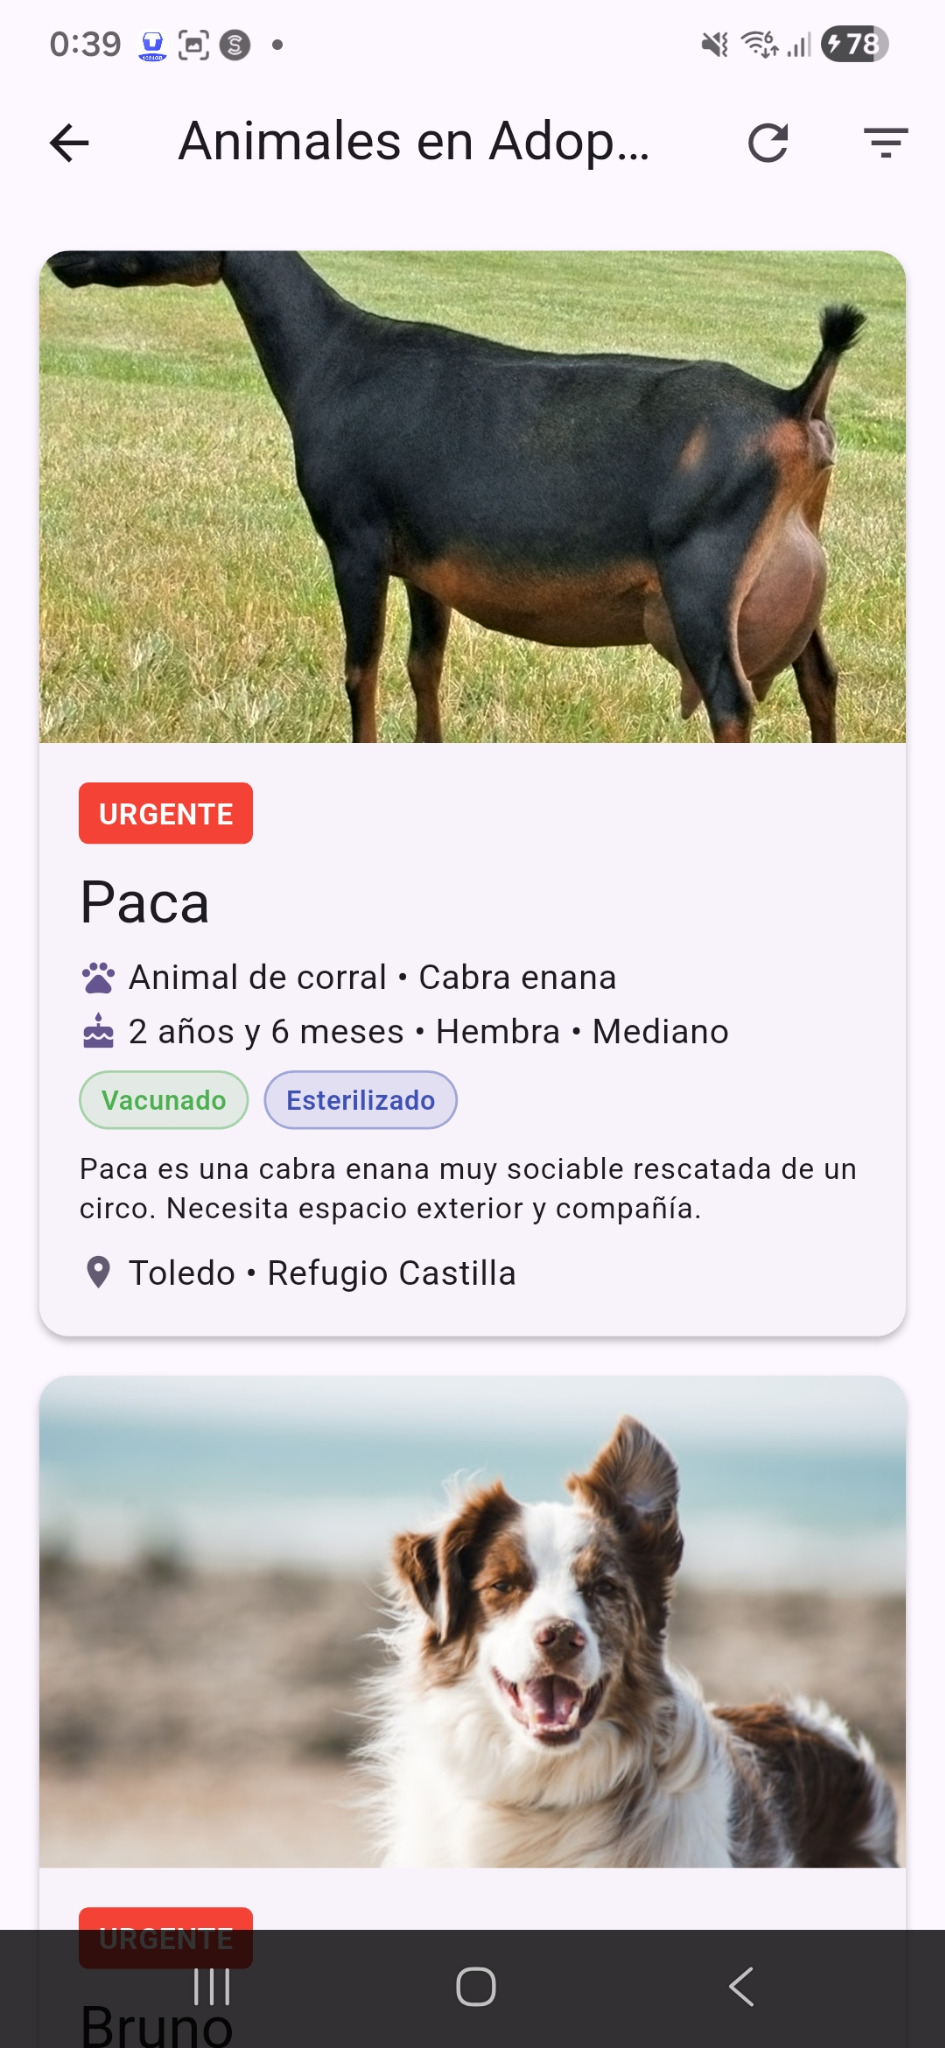 0:39
78
Animales en Adop...
URGENTE
Paca
Animal de corral • Cabra enana
2 años y 6 meses • Hembra • Mediano
Vacunado Esterilizado
Paca es una cabra enana muy sociable rescatada de un
circo. Necesita espacio exterior y compañía.
Toledo • Refugio Castilla
URGENTE
Bruno